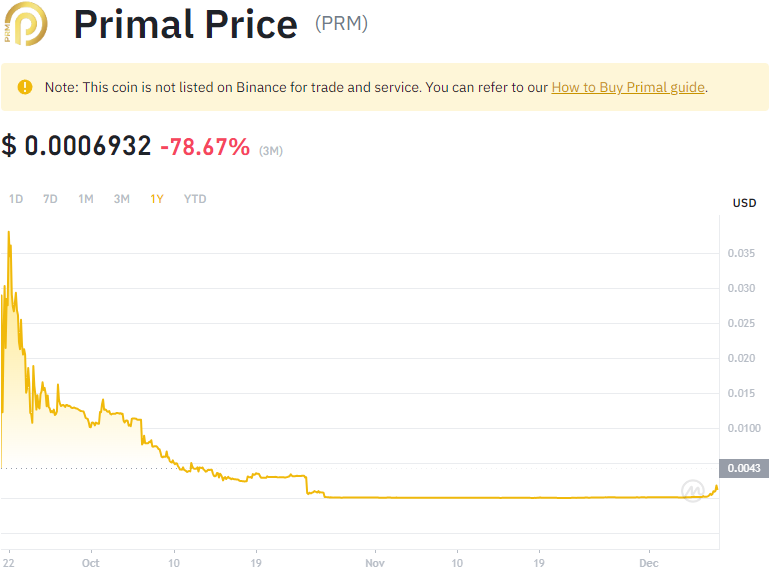 PRIM
Primal Price (PRM)
Note: This coin is not listed on Binance for trade and service. You can refer to our How to Buy Primal guide.
$ 0.0006932 -78.67% (3M)
1D 7D 1M 3M 1Y YTD
USD
0.035
0.030
0.025
0.020
0.015
0.0100
0.0043
22 Oct 10 19 Nov 10 19 Dec